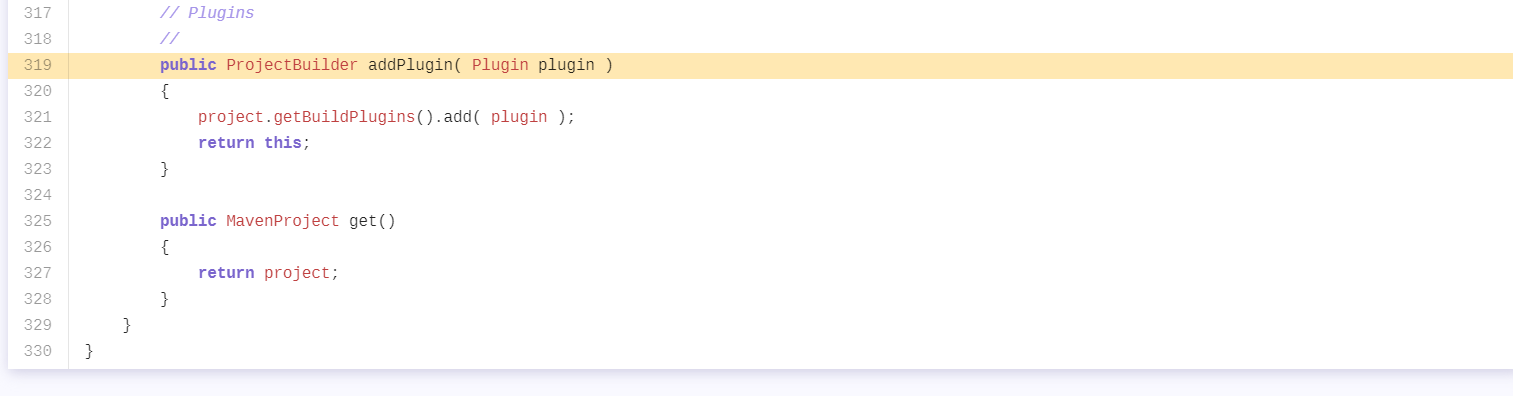 317 // Plugins
318 //
319 public ProjectBuilder addPlugin( Plugin plugin )
320 {
321 project.getBuildPlugins().add( plugin );
322 return this;
323 }
324
325 public MavenProject get()
326 {
327 return project;
328 }
329 }
330 }